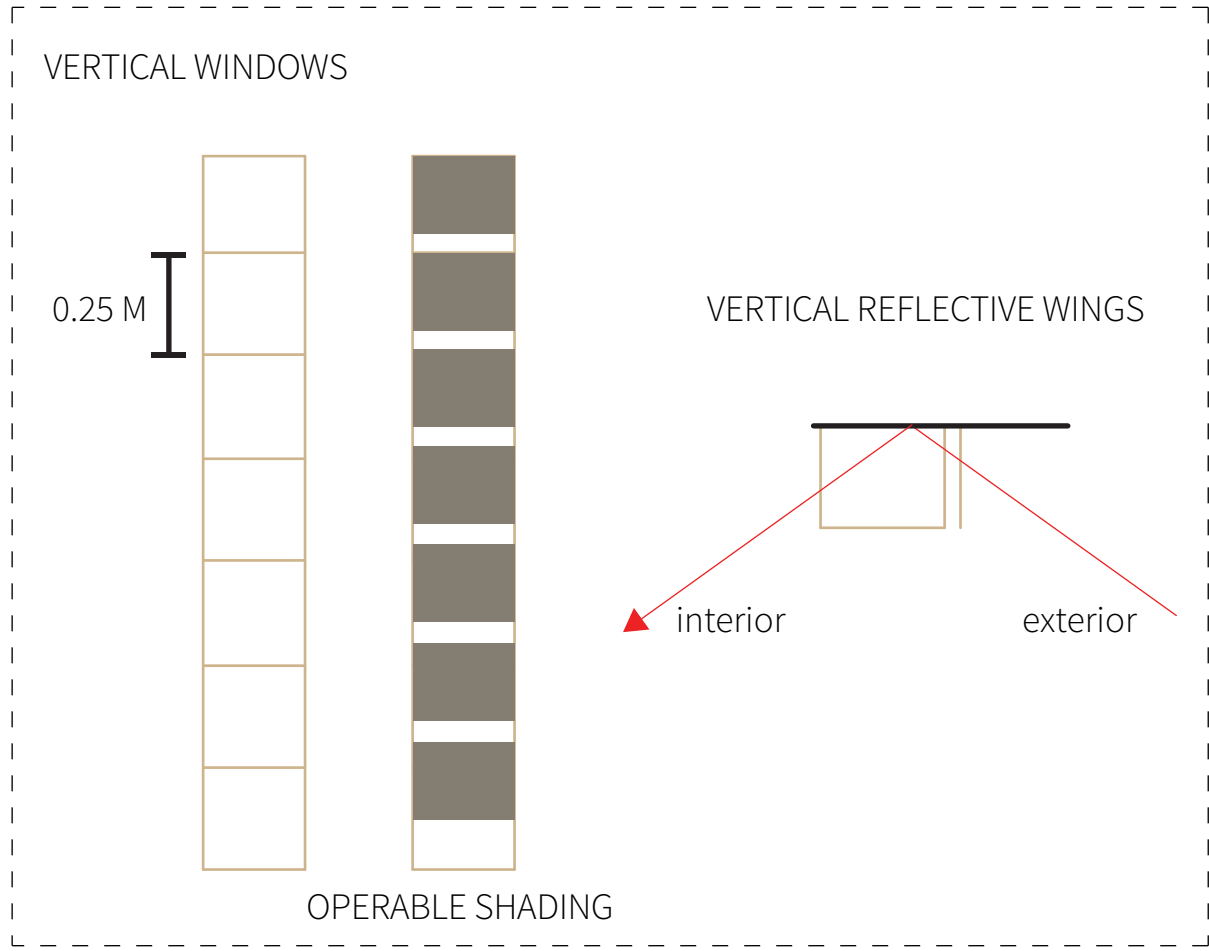 VERTICAL WINDOWS
0.25 M
VERTICAL REFLECTIVE WINGS
interior
exterior
OPERABLE SHADING